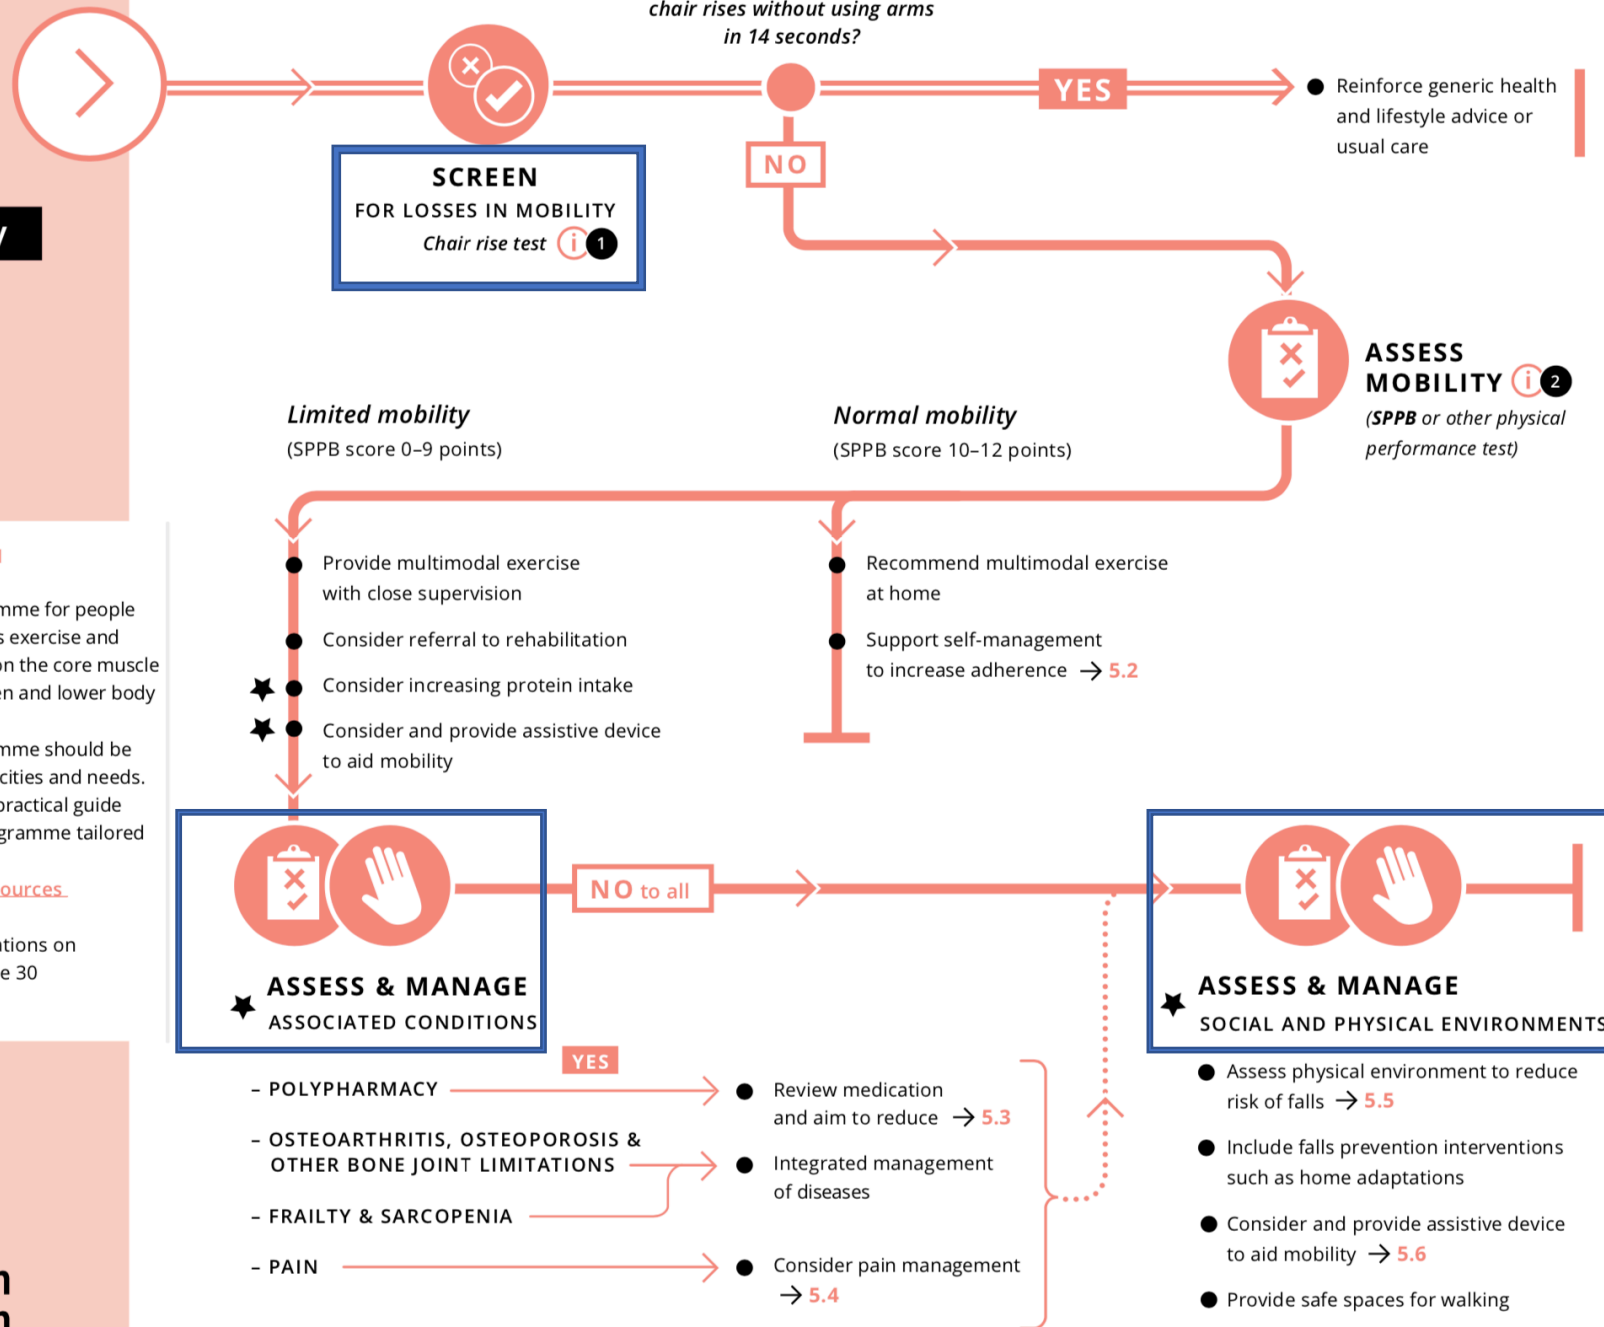 chair rises without using arms
in 14 seconds?
YES
Reinforce generic health
and lifestyle advice or
usual care
NO
SCREEN
FOR LOSSES IN MOBILITY
Chair rise test i 1
ASSESS
MOBILITY i 2
(SPPB or other physical
performance test)
Limited mobility
(SPPB score 0–9 points)
Normal mobility
(SPPB score 10–12 points)
Provide multimodal exercise
with close supervision
Consider referral to rehabilitation
Consider increasing protein intake
Consider and provide assistive device
to aid mobility
Recommend multimodal exercise
at home
Support self-management
to increase adherence → 5.2
mme for people
s exercise and
on the core muscle
en and lower body
mme should be
cities and needs.
practical guide
gramme tailored
ources
ations on
e 30
NO to all
ASSESS & MANAGE
ASSOCIATED CONDITIONS
YES
– POLYPHARMACY
– OSTEOARTHRITIS, OSTEOPOROSIS &
OTHER BONE JOINT LIMITATIONS
– FRAILTY & SARCOPENIA
– PAIN
Review medication
and aim to reduce → 5.3
Integrated management
of diseases
Consider pain management
→ 5.4
ASSESS & MANAGE
SOCIAL AND PHYSICAL ENVIRONMENTS
Assess physical environment to reduce
risk of falls → 5.5
Include falls prevention interventions
such as home adaptations
Consider and provide assistive device
to aid mobility → 5.6
Provide safe spaces for walking